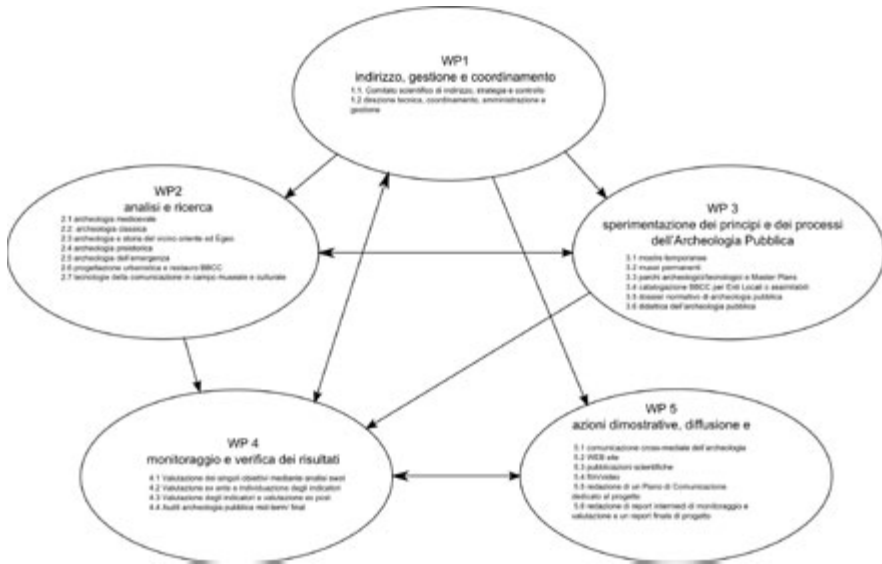 WP1
indirizzo, gestione e coordinamento
1.1. Comitato scientifico di indirizzo, strategia e controllo
1.2 direzione tecnica, coordinamento, amministrazione e
gestione
WP2
analisi e ricerca
2.1 archeologia medioevale
2.2. archeologia classica
2.3 archeologia e storia del vicino oriente ed Egeo
2.4 archeologia preistorica
2.5 archeologia dell'emergenza
2.6 progettazione urbanistica e restauro BBCC
2.7 tecnologie della comunicazione in campo museale e culturale
WP 3
sperimentazione dei principi e dei processi
dell'Archeologia Pubblica
3.1 mostre temporanee
3.2 musei permanenti
3.3 parchi archeologici/tecnologici e Master Plans
3.4 catalogazione BBCC per Enti Locali o assimilabili
3.5 dossier normativo di archeologia pubblica
3.6 didattica dell'archeologia pubblica
WP 4
monitoraggio e verifica dei risultati
4.1 Valutazione dei singoli obiettivi mediante analisi swot
4.2 Valutazione ex ante e individuazione degli indicatori
4.3 Valutazione degli indicatori e valutazione ex post
4.4 Audit archeologia pubblica mid-term/ final
WP 5
azioni dimostrative, diffusione e
5.1 comunicazione cross-mediale dell'archeologia
5.2 WEB site
5.3 pubblicazioni scientifiche
5.4 film/video
5.5 redazione di un Piano di Comunicazione
dedicato al progetto
5.6 redazione di report intermedi di monitoraggio e
valutazione e un report finale di progetto